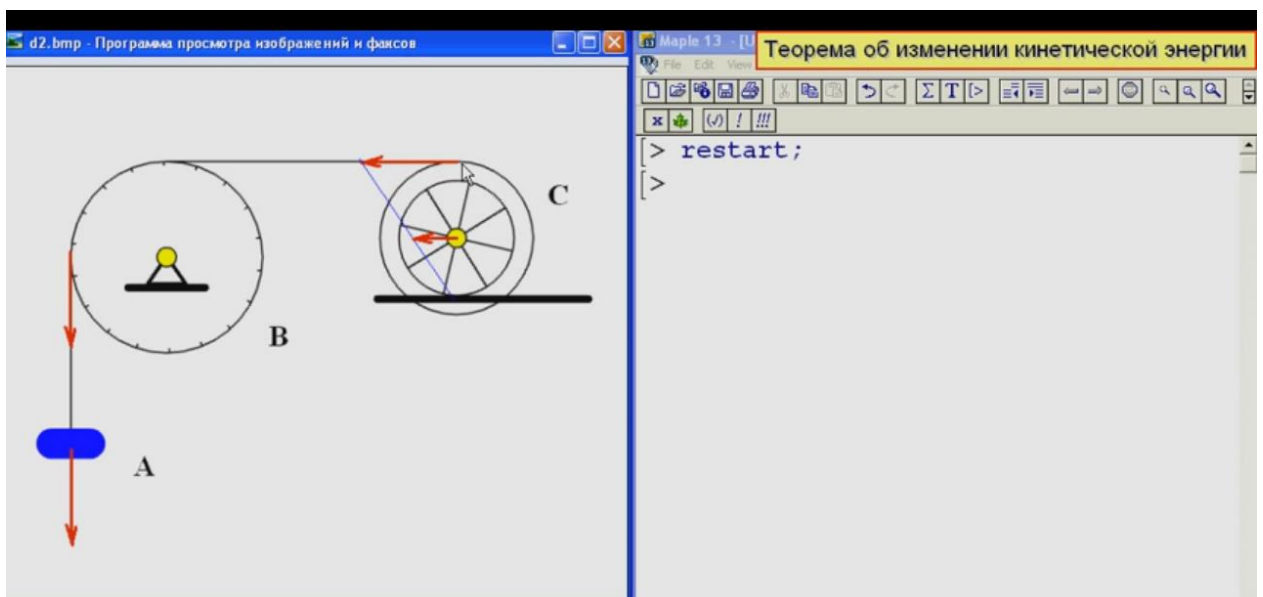 d2.bmp - Программа просмотра изображений и факсов
Maple 13 - [U
Теорема об изменении кинетической энергии
File Edit View
[> restart;
[>
C
B
A